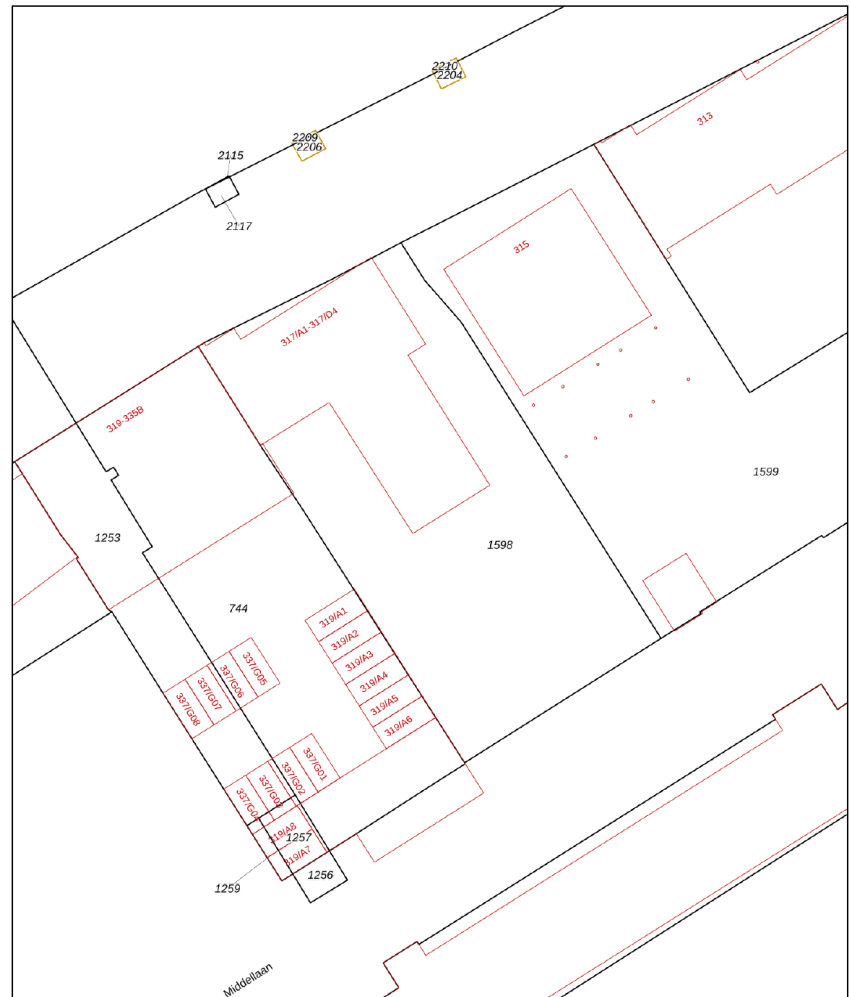 2210
2204
313
2209
2206
2115
2117
315
317/A1-317/D4
319-335B
1599
1253
1598
744
319/A1
319/A2
319/A3
319/A4
319/A5
319/A6
337/G05
337/G06
337/G07
337/G08
337/G01
337/G02
337/G03
337/G04
319/A8
1257
319/A7
1256
1259
Middellaan